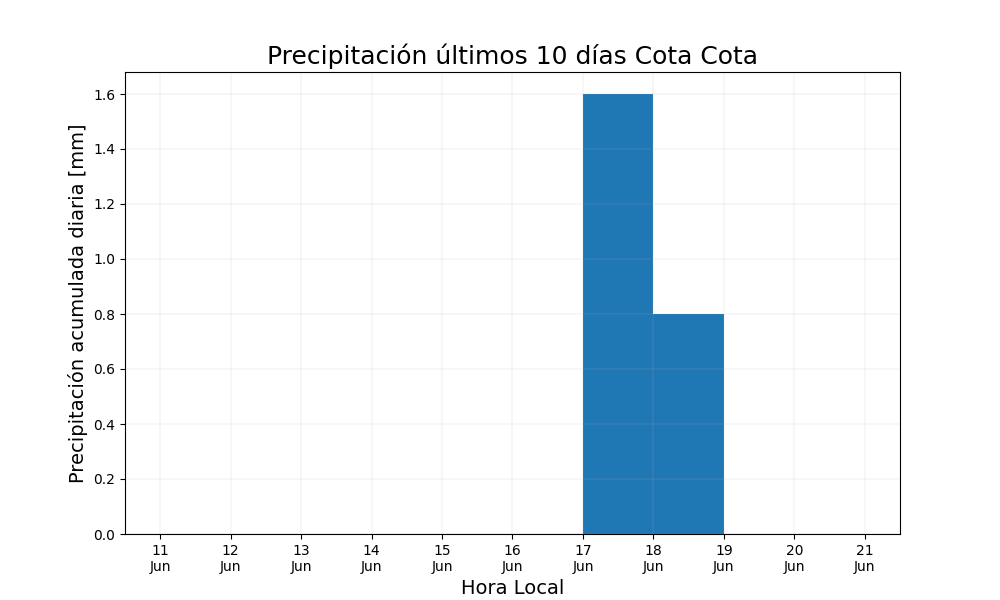 Precipitación últimos 10 días Cota Cota
Precipitación acumulada diaria [mm]
1.6
1.4
1.2
1.0
0.8
0.6
0.4
0.2
0.0
11 12 13 14 15 16 17 18 19 20 21
Jun Jun Jun Jun Jun Jun Jun Jun Jun Jun Jun
Hora Local